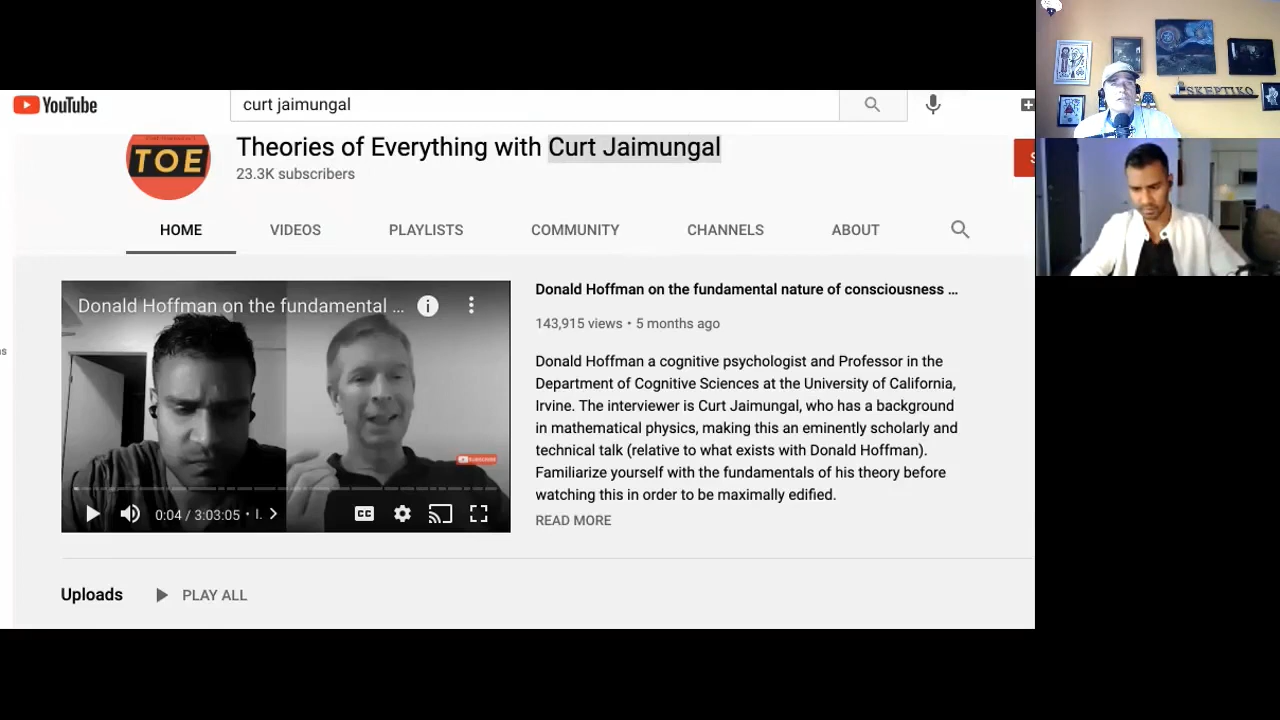 YouTube
curt jaimungal
TOE
Theories of Everything with Curt Jaimungal
23.3K subscribers
HOME VIDEOS PLAYLISTS COMMUNITY CHANNELS ABOUT
Donald Hoffman on the fundamental ...
0:04 / 3:03:05 • I.
CC
Donald Hoffman on the fundamental nature of consciousness ...
143,915 views • 5 months ago
Donald Hoffman a cognitive psychologist and Professor in the
Department of Cognitive Sciences at the University of California,
Irvine. The interviewer is Curt Jaimungal, who has a background
in mathematical physics, making this an eminently scholarly and
technical talk (relative to what exists with Donald Hoffman).
Familiarize yourself with the fundamentals of his theory before
watching this in order to be maximally edified.
READ MORE
Uploads PLAY ALL
SKEPTIKO